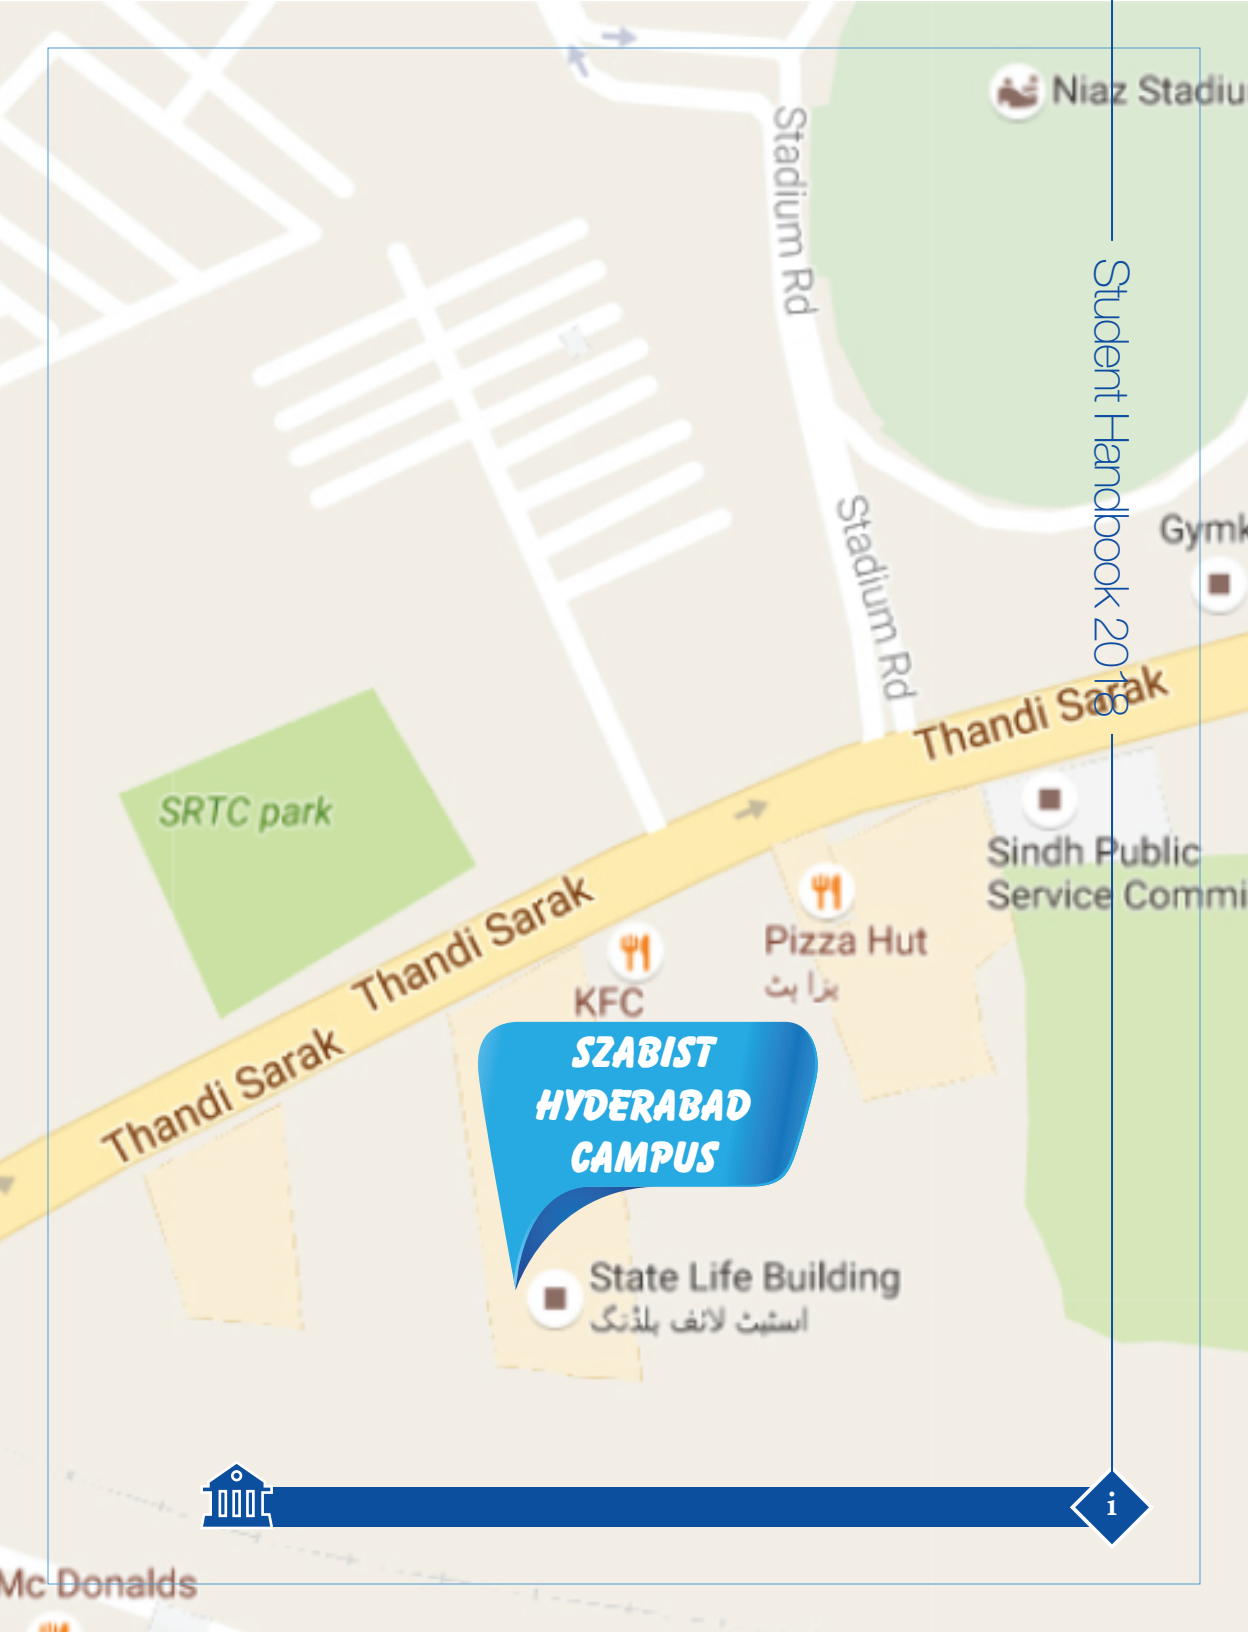 Niaz Stadiu
Stadium Rd
Student Handbook 2018
Stadium Rd
Gymk
Thandi Sarak
SRTC park
Sindh Public
Service Commi
Thandi Sarak
Pizza Hut
پزا ہٹ
KFC
Thandi Sarak
SZABIST
HYDERABAD
CAMPUS
State Life Building
اسٹیٹ لائف بلڈنگ
i
Mc Donalds